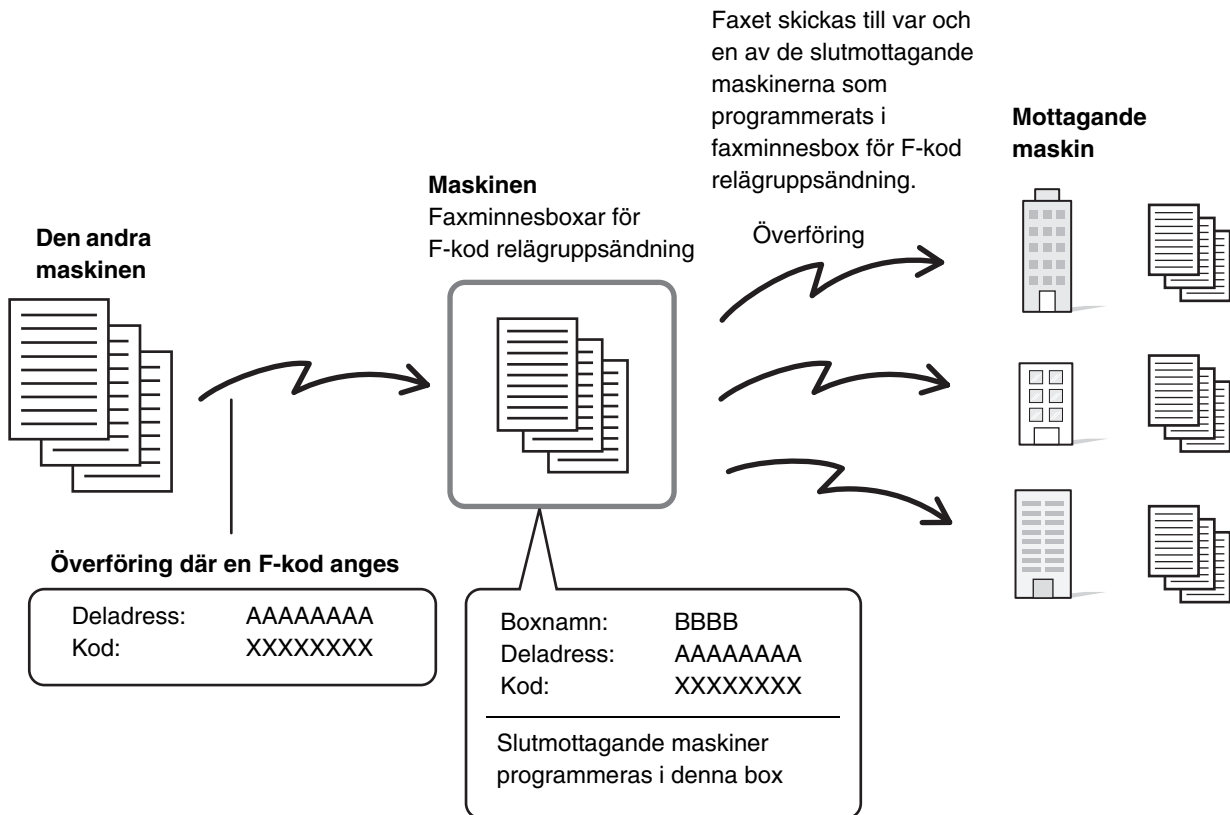 Faxet skickas till var och
en av de slutmottagande
maskinerna som
programmerats i
faxminnesbox för F-kod
relägruppsändning.
Mottagande
maskin
Maskinen
Faxminnesboxar för
F-kod relägruppsändning
Överföring
Den andra
maskinen
Överföring där en F-kod anges
Deladress: AAAAAAAA
Kod: XXXXXXXX
Boxnamn: BBBB
Deladress: AAAAAAAA
Kod: XXXXXXXX
Slutmottagande maskiner
programmeras i denna box